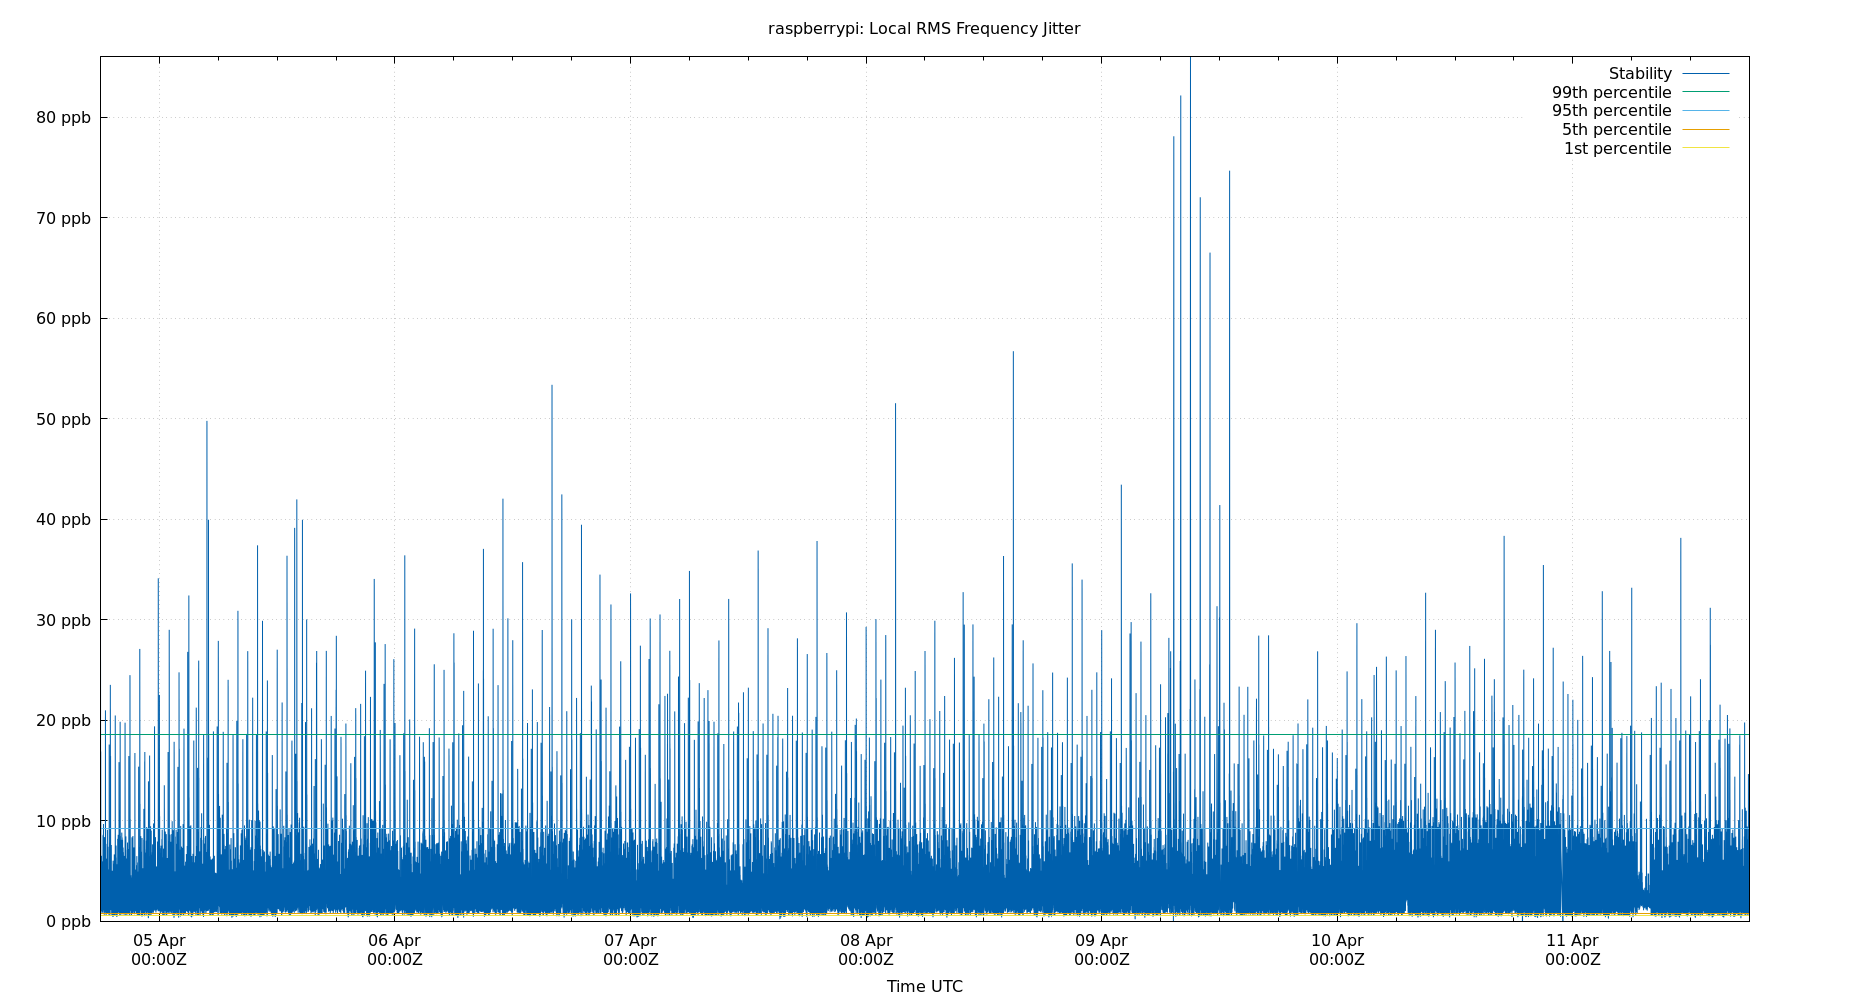 raspberrypi: Local RMS Frequency Jitter
Stability
99th percentile
95th percentile
5th percentile
1st percentile
80 ppb
70 ppb
60 ppb
50 ppb
40 ppb
30 ppb
20 ppb
10 ppb
0 ppb
05 Apr 06 Apr 07 Apr 08 Apr 09 Apr 10 Apr 11 Apr
00:00Z 00:00Z 00:00Z 00:00Z 00:00Z 00:00Z 00:00Z
Time UTC